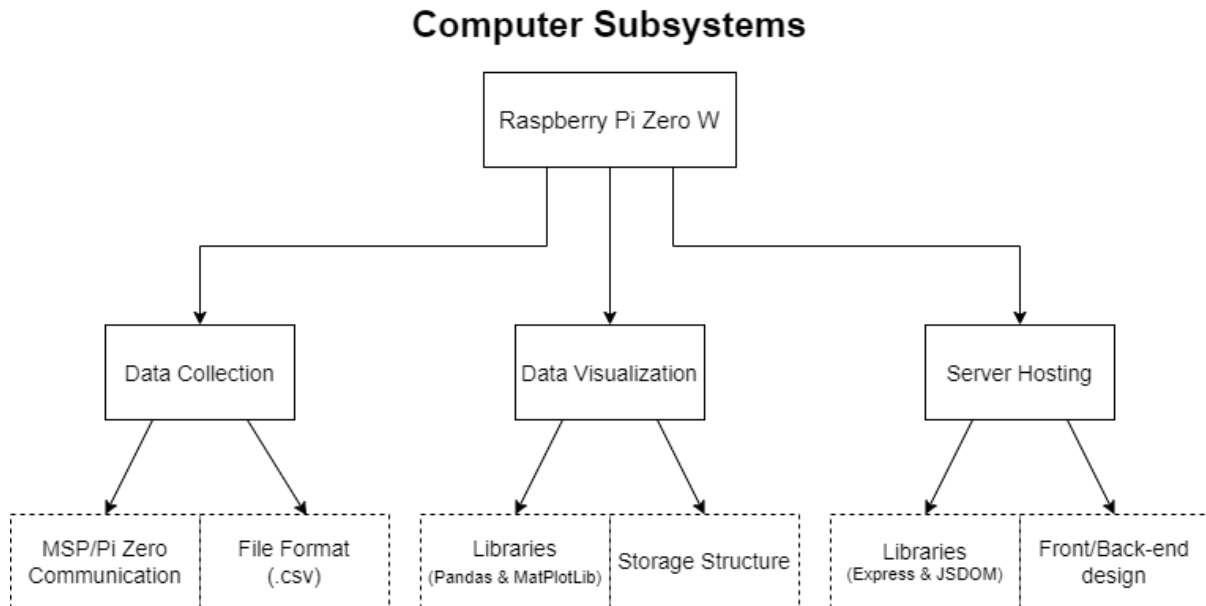 Computer Subsystems
Raspberry Pi Zero W
Data Collection
Data Visualization
Server Hosting
MSP/Pi Zero
Communication
File Format
(.csv)
Libraries
(Pandas & MatPlotLib)
Storage Structure
Libraries
(Express & JSDOM)
Front/Back-end
design